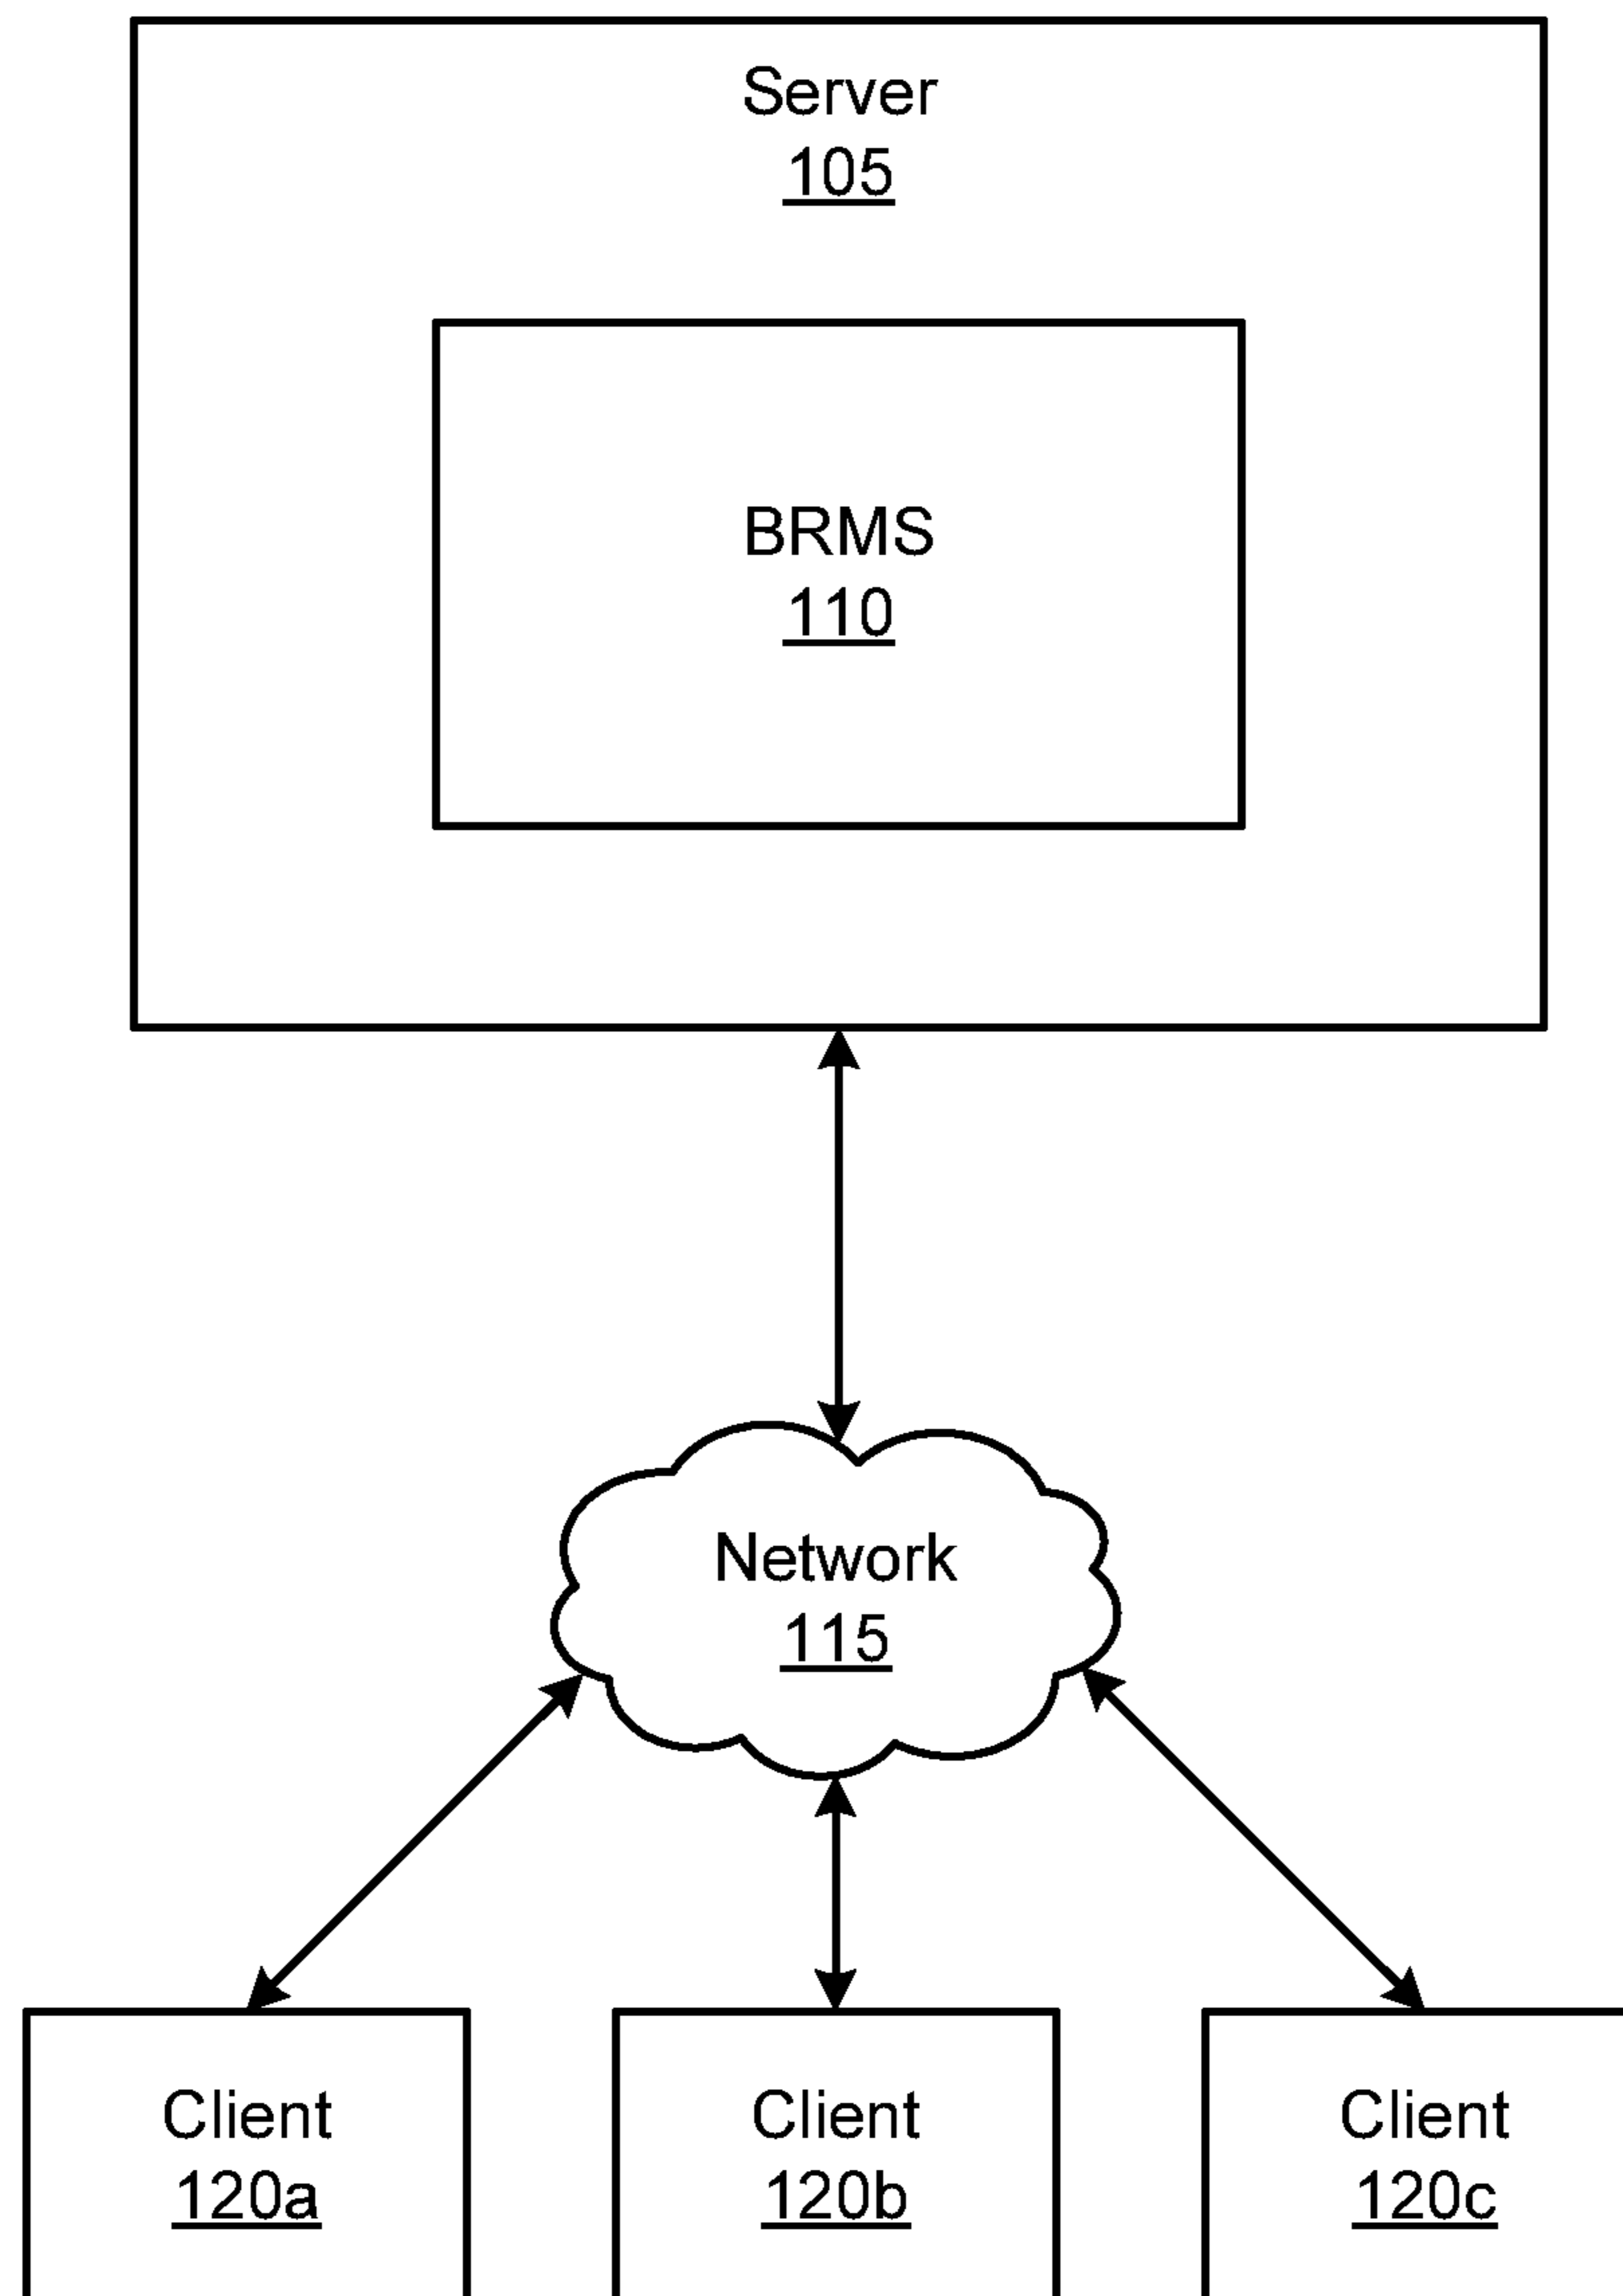 Server
105
BRMS
110
Network
115
Client
120a
Client
120b
Client
120c